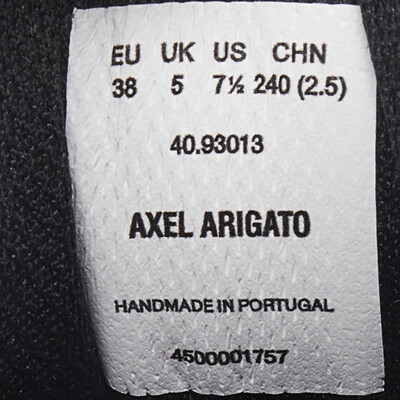 EU UK US CHN
38 5 7½ 240 (2.5)
40.93013
AXEL ARIGATO
HANDMADE IN PORTUGAL
4500001757